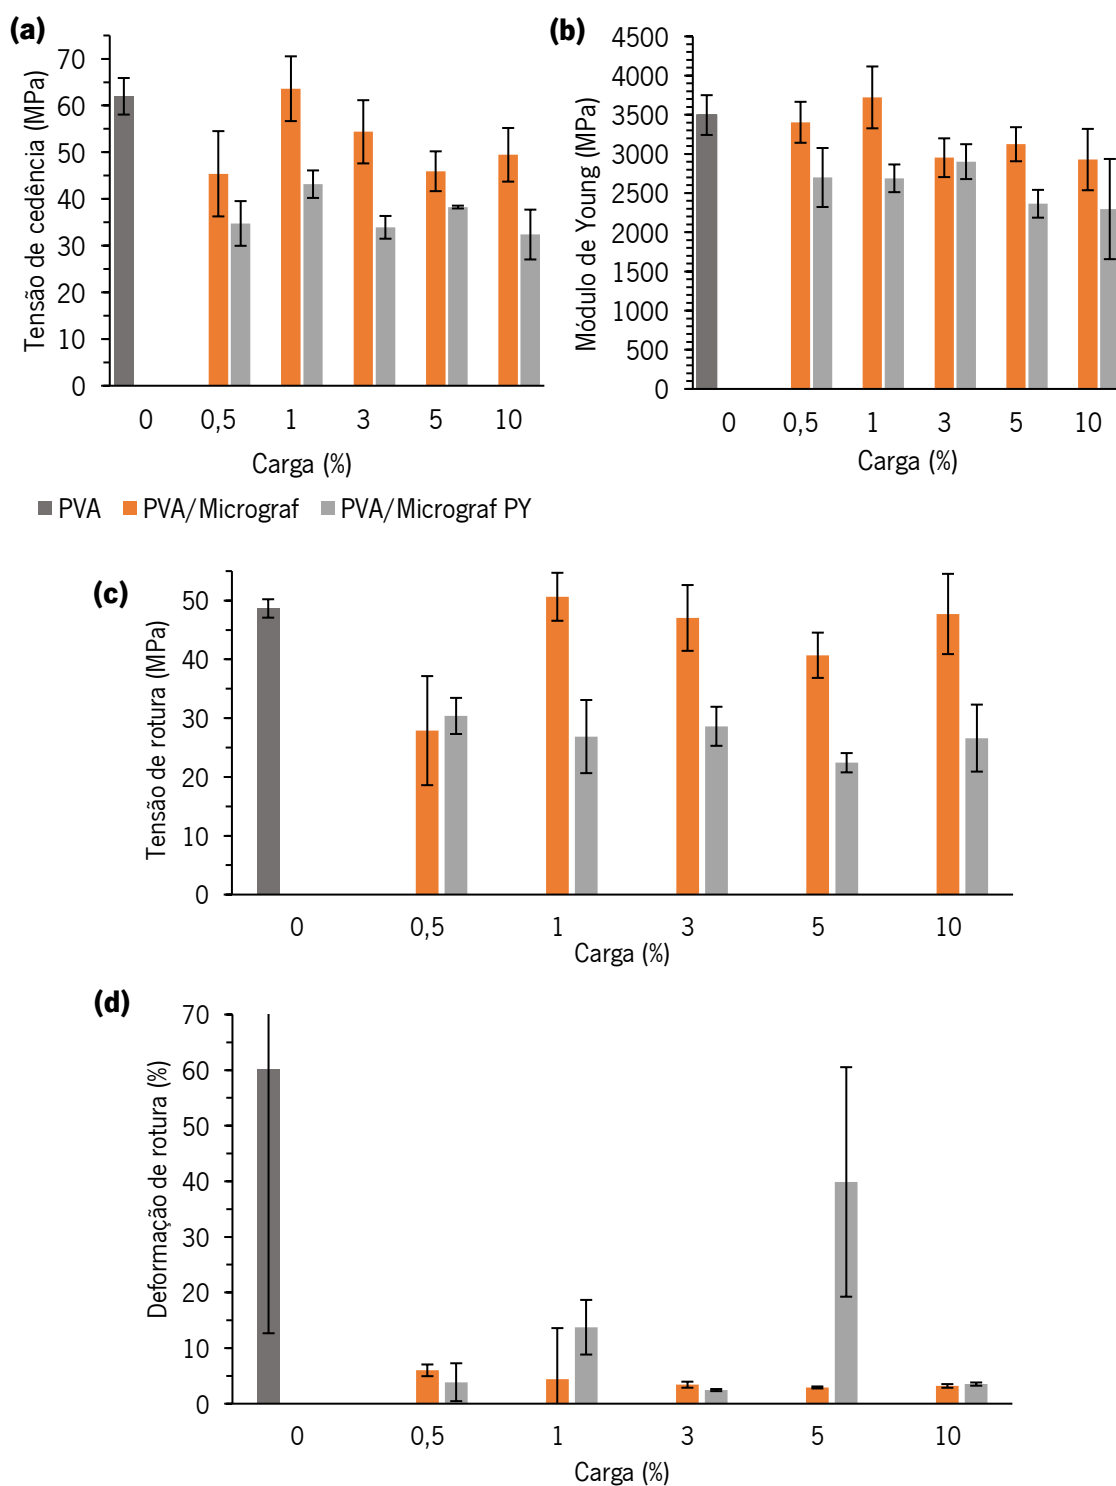 (a)
Tensão de cedência (MPa)
70
60
50
40
30
20
10
0
0 0,5 1 3 5 10
Carga (%)
(b)
Módulo de Young (MPa)
4500
4000
3500
3000
2500
2000
1500
1000
500
0
0 0,5 1 3 5 10
Carga (%)
PVA PVA/Micrograf PVA/Micrograf PY
(c)
Tensão de rotura (MPa)
50
40
30
20
10
0
0 0,5 1 3 5 10
Carga (%)
(d)
Deformação de rotura (%)
70
60
50
40
30
20
10
0
0 0,5 1 3 5 10
Carga (%)